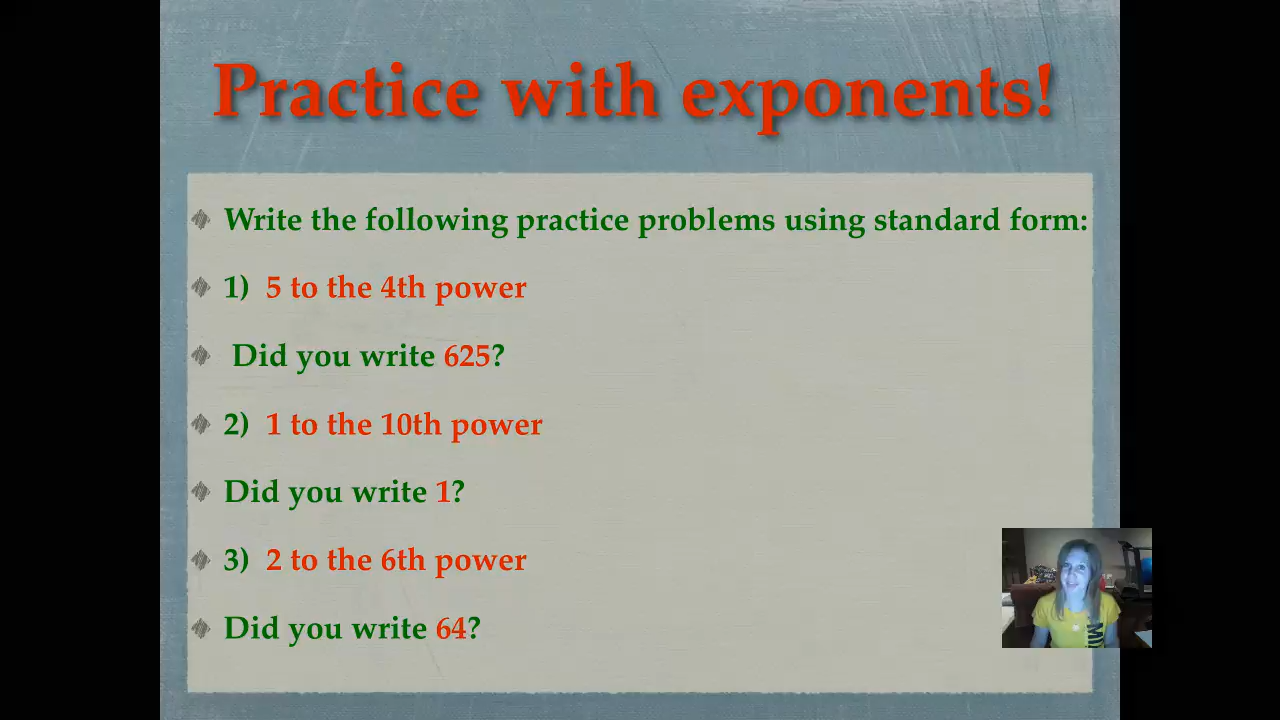 Practice with exponents!
Write the following practice problems using standard form:
1) 5 to the 4th power
Did you write 625?
2) 1 to the 10th power
Did you write 1?
3) 2 to the 6th power
Did you write 64?